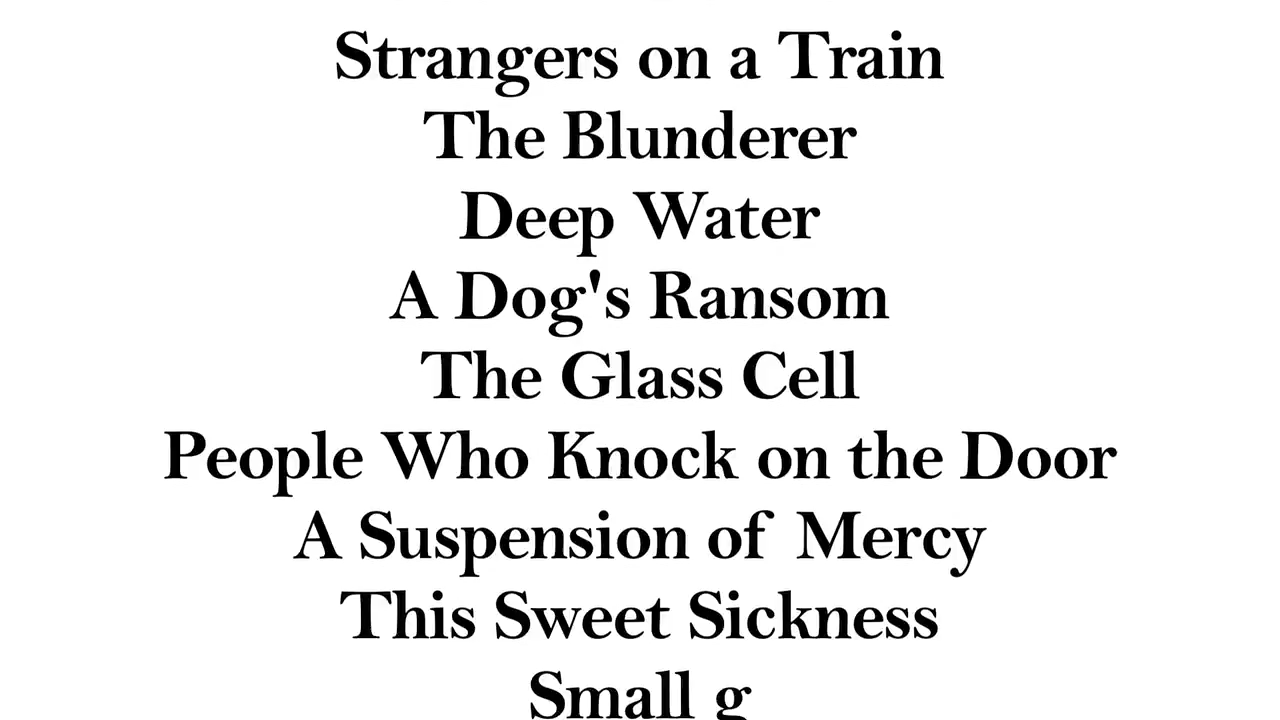 Strangers on a Train
The Blunderer
Deep Water
A Dog's Ransom
The Glass Cell
People Who Knock on the Door
A Suspension of Mercy
This Sweet Sickness
Small g